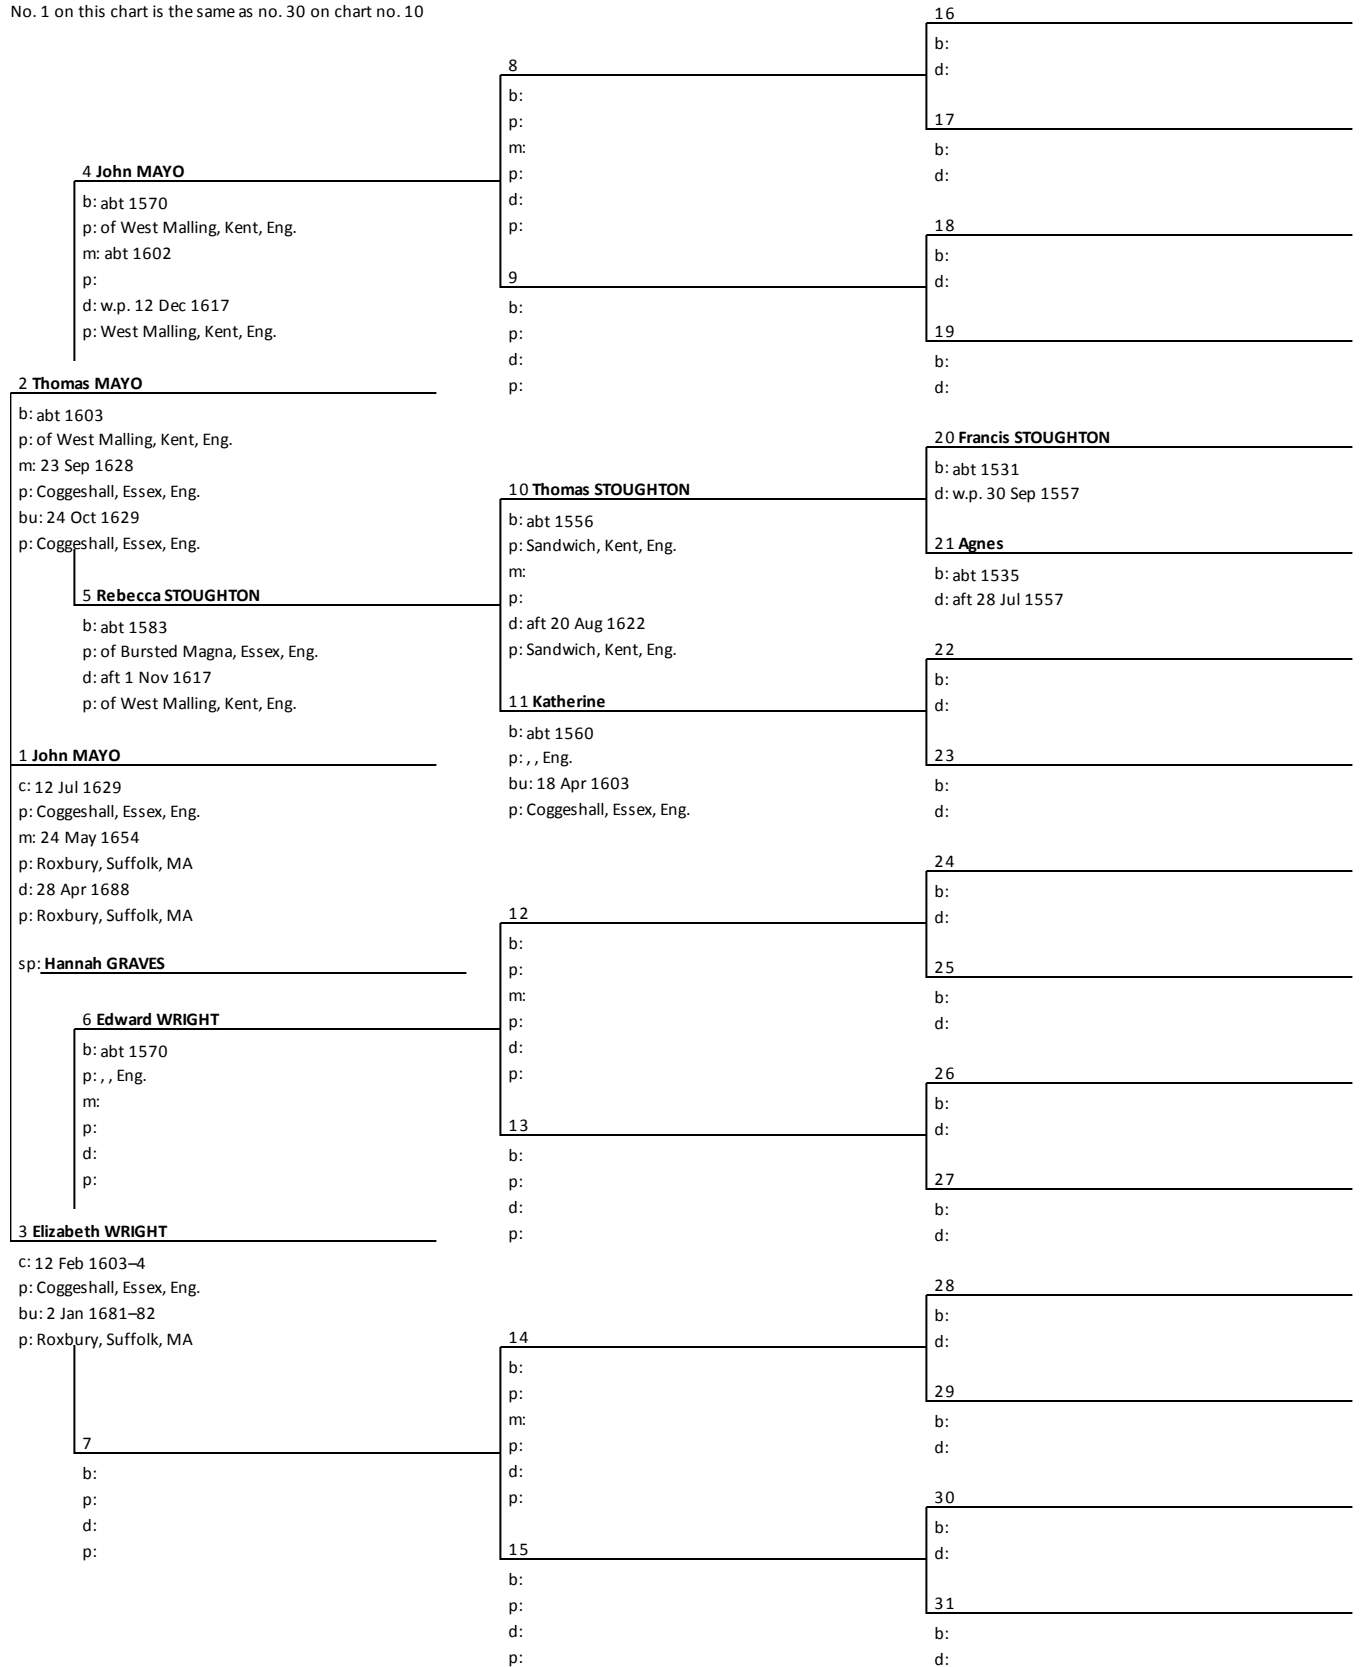 No. 1 on this chart is the same as no. 30 on chart no. 10
4 John MAYO
b: abt 1570
p: of West Malling, Kent, Eng.
m: abt 1602
p:
d: w.p. 12 Dec 1617
p: West Malling, Kent, Eng.
2 Thomas MAYO
b: abt 1603
p: of West Malling, Kent, Eng.
m: 23 Sep 1628
p: Coggeshall, Essex, Eng.
bu: 24 Oct 1629
p: Coggeshall, Essex, Eng.
5 Rebecca STOUGHTON
b: abt 1583
p: of Bursted Magna, Essex, Eng.
d: aft 1 Nov 1617
p: of West Malling, Kent, Eng.
1 John MAYO
c: 12 Jul 1629
p: Coggeshall, Essex, Eng.
m: 24 May 1654
p: Roxbury, Suffolk, MA
d: 28 Apr 1688
p: Roxbury, Suffolk, MA
sp: Hannah GRAVES
6 Edward WRIGHT
b: abt 1570
p: , , Eng.
m:
p:
d:
p:
3 Elizabeth WRIGHT
c: 12 Feb 1603–4
p: Coggeshall, Essex, Eng.
bu: 2 Jan 1681–82
p: Roxbury, Suffolk, MA
7
b:
p:
d:
p:
8
b:
p:
m:
p:
d:
p:
9
b:
p:
d:
p:
10 Thomas STOUGHTON
b: abt 1556
p: Sandwich, Kent, Eng.
m:
p:
d: aft 20 Aug 1622
p: Sandwich, Kent, Eng.
11 Katherine
b: abt 1560
p: , , Eng.
bu: 18 Apr 1603
p: Coggeshall, Essex, Eng.
12
b:
p:
m:
p:
d:
p:
13
b:
p:
d:
p:
14
b:
p:
m:
p:
d:
p:
15
b:
p:
d:
p:
16
b:
d:
17
b:
d:
18
b:
d:
19
b:
d:
20 Francis STOUGHTON
b: abt 1531
d: w.p. 30 Sep 1557
21 Agnes
b: abt 1535
d: aft 28 Jul 1557
22
b:
d:
23
b:
d:
24
b:
d:
25
b:
d:
26
b:
d:
27
b:
d:
28
b:
d:
29
b:
d:
30
b:
d:
31
b:
d: